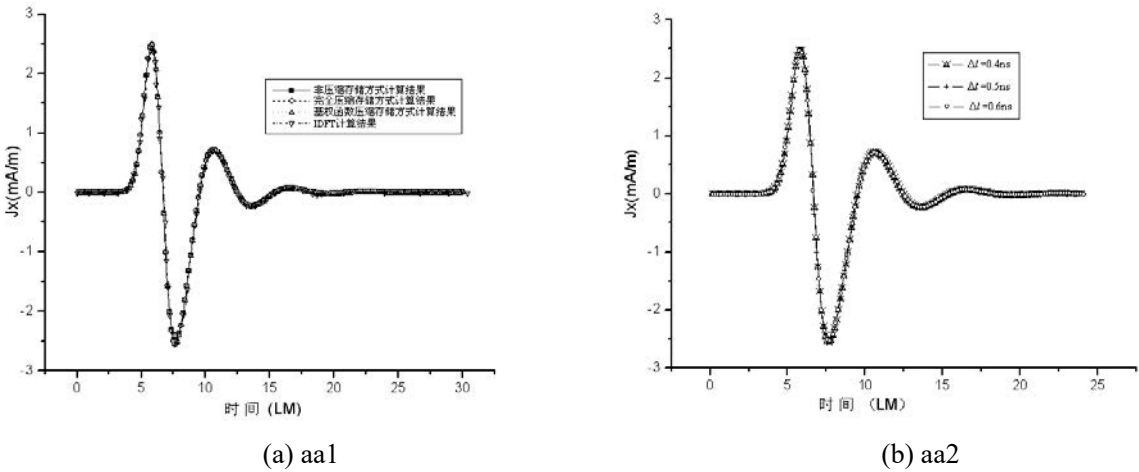 3
2
1
0
-1
-2
-3
Jx(mA/m)
非压缩存储方式计算结果
完全压缩存储方式计算结果
基权函数压缩存储方式计算结果
IDFT计算结果
0 5 10 15 20 25 30
时 间 (LM)
(a) aa1
3
2
1
0
-1
-2
-3
Jx(mA/m)
Δt=0.4ns
Δt=0.5ns
Δt=0.6ns
0 5 10 15 20 25
时 间 (LM)
(b) aa2